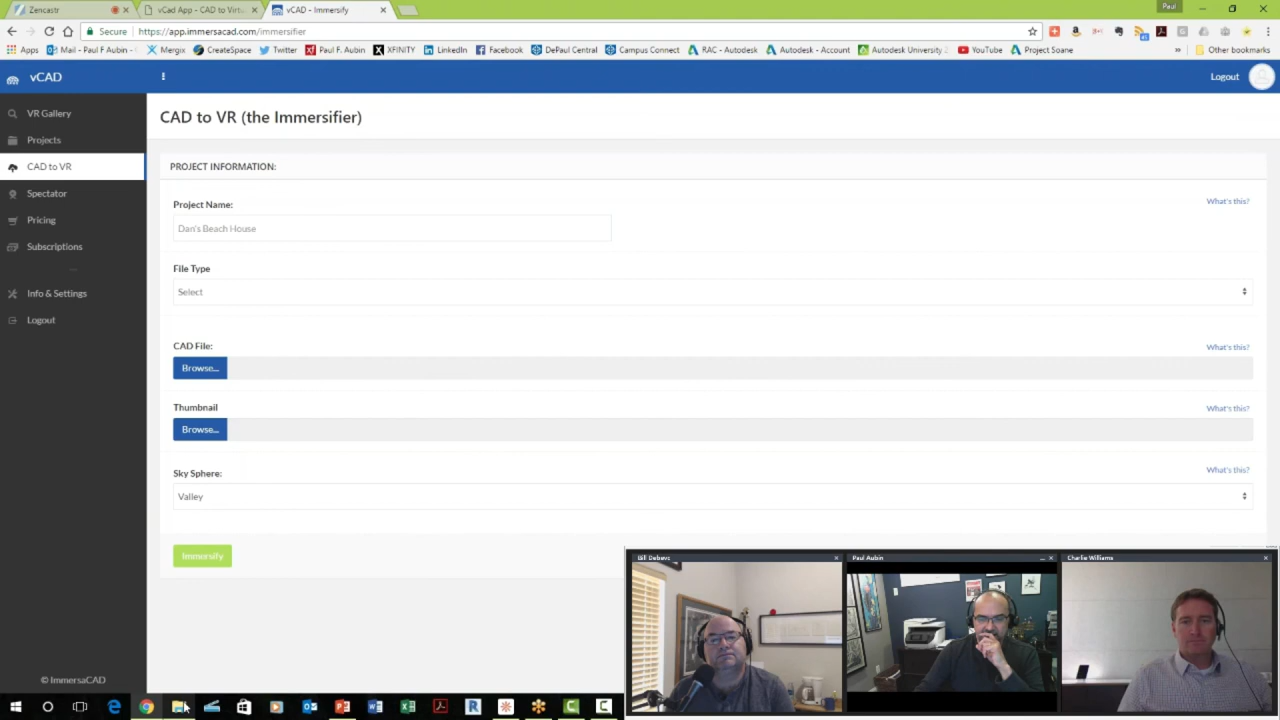 Zencastr
vCad App - CAD to Virtu
vCAD - Immersify
Paul
Secure
https://app.immersacad.com/immersifier
Apps
Mail - Paul F Aubin -
Mergix
CreateSpace
Twitter
Paul F. Aubin
XFINITY
LinkedIn
Facebook
DePaul Central
Campus Connect
RAC - Autodesk
Autodesk - Account
Autodesk University
YouTube
Project Soane
»
Other bookmarks
vCAD
Logout
VR Gallery
Projects
CAD to VR
Spectator
Pricing
Subscriptions
Info & Settings
Logout
© ImmersaCAD
CAD to VR (the Immersifier)
PROJECT INFORMATION:
Project Name:
What's this?
Dan's Beach House
File Type
Select
CAD File:
What's this?
Browse...
Thumbnail
What's this?
Browse...
Sky Sphere:
What's this?
Valley
Immersify
Bill Debevc
Paul Aubin
Charlie Williams